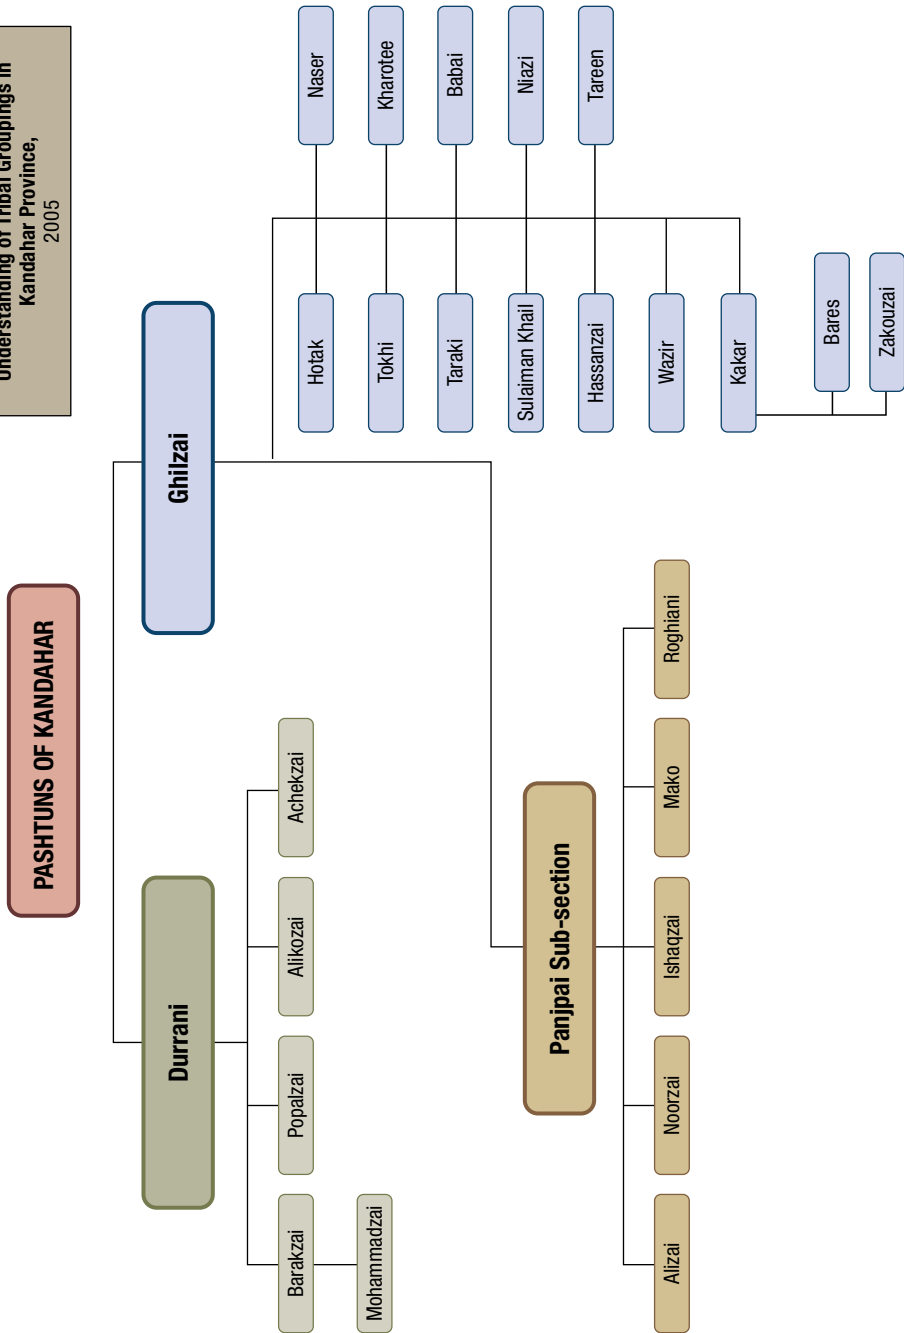 Understanding of Tribal Groupings in
Kandahar Province,
2005
PASHTUNS OF KANDAHAR
Durrani
Ghilzai
Barakzai
Popalzai
Alikozai
Achekzai
Mohammadzai
Panjpai Sub-section
Alizai
Noorzai
Ishaqzai
Mako
Roghiani
Hotak
Naser
Tokhi
Kharotee
Taraki
Babai
Sulaiman Khail
Niazi
Hassanzai
Tareen
Wazir
Kakar
Bares
Zakouzai